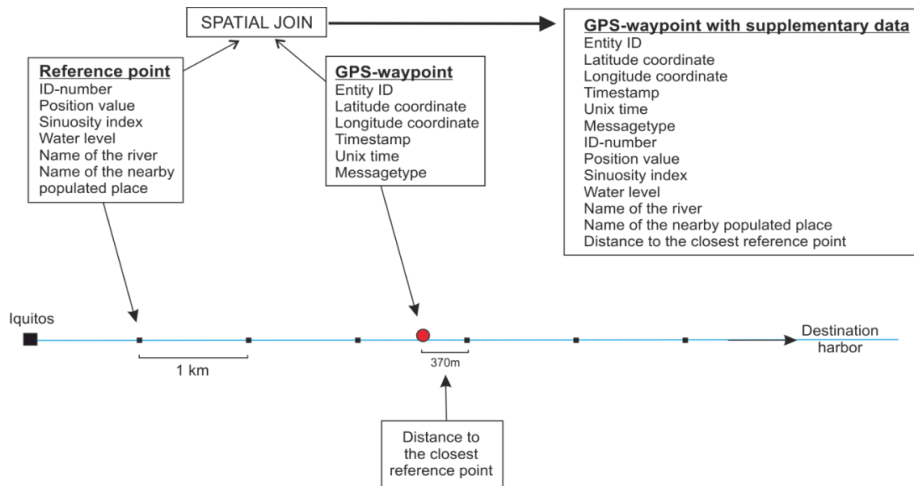 SPATIAL JOIN
Reference point
ID-number
Position value
Sinuosity index
Water level
Name of the river
Name of the nearby
populated place
GPS-waypoint
Entity ID
Latitude coordinate
Longitude coordinate
Timestamp
Unix time
Messagetype
GPS-waypoint with supplementary data
Entity ID
Latitude coordinate
Longitude coordinate
Timestamp
Unix time
Messagetype
ID-number
Position value
Sinuosity index
Water level
Name of the river
Name of the nearby populated place
Distance to the closest reference point
Iquitos
1 km
370m
Destination
harbor
Distance to
the closest
reference point